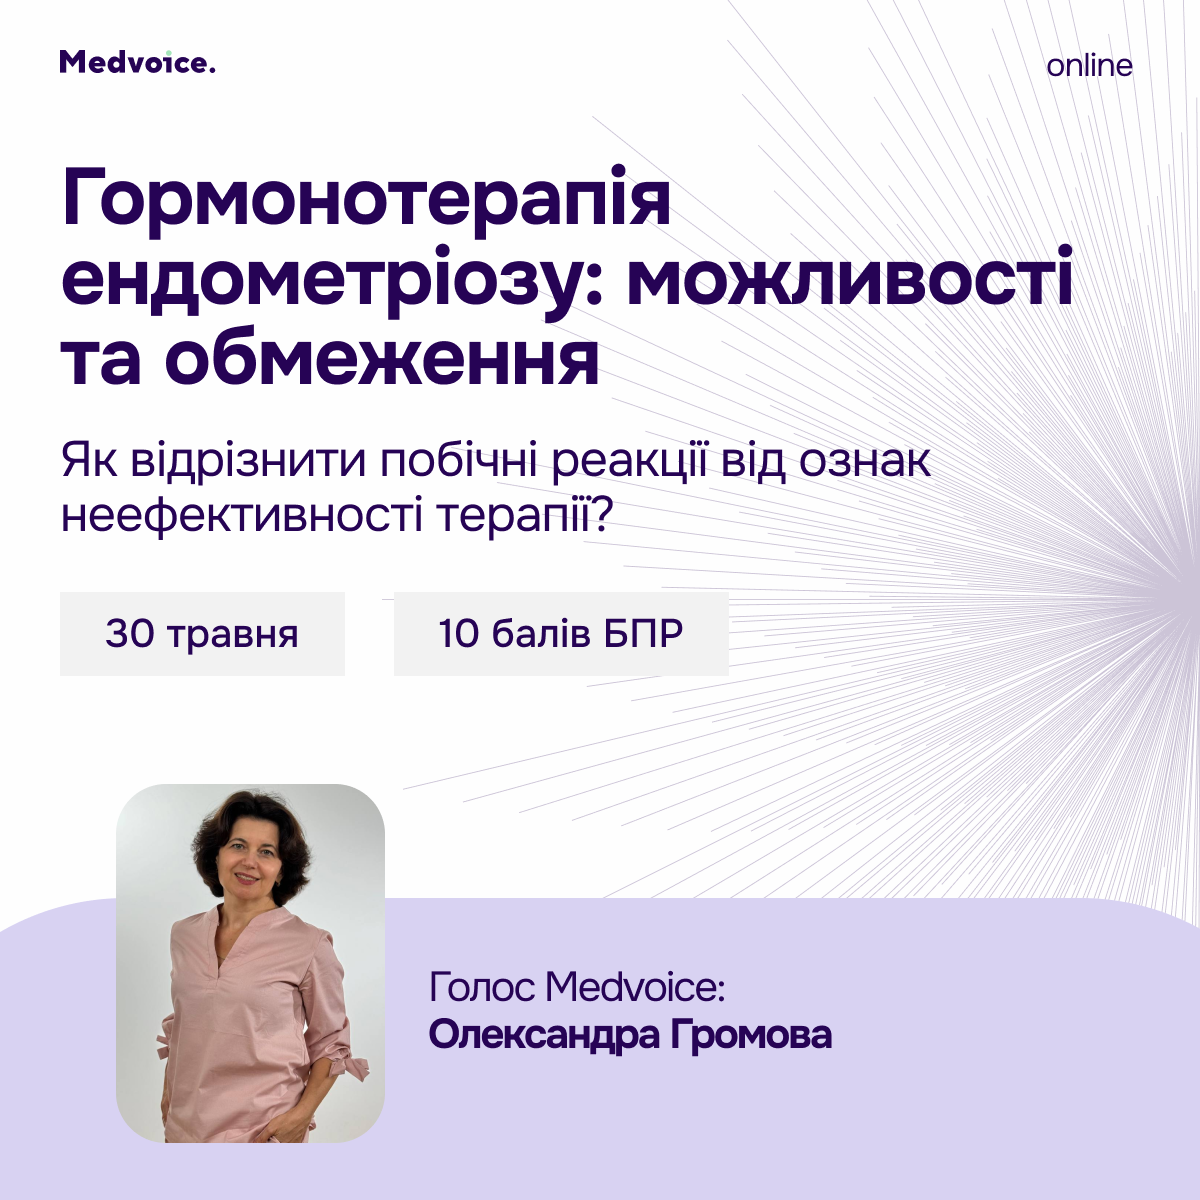 Medvoice.
online
Гормонотерапія
ендометріозу: можливості
та обмеження
Як відрізнити побічні реакції від ознак
неефективності терапії?
30 травня
10 балів БПР
Голос Medvoice:
Олександра Громова